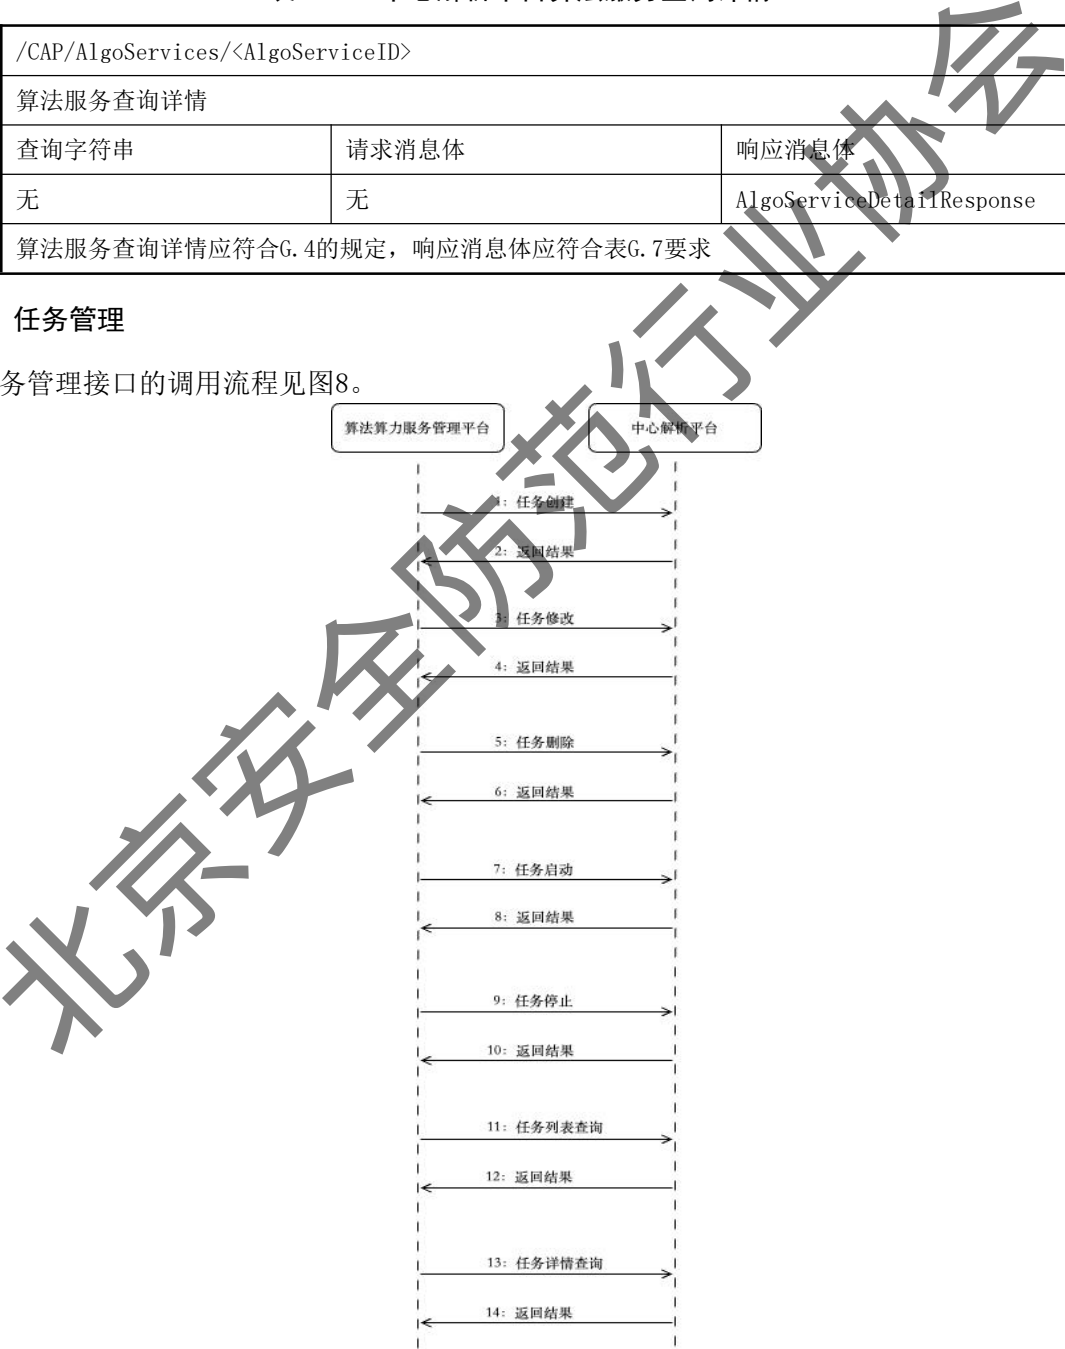 /CAP/AlgoServices/<AlgoServiceID>
算法服务查询详情
查询字符串 请求消息体 响应消息体
无 无 AlgoServiceDetailResponse
算法服务查询详情应符合G.4的规定，响应消息体应符合表G.7要求
任务管理
务管理接口的调用流程见图8。
算法算力服务管理平台 中心解析平台
1: 任务创建
2: 返回结果
3: 任务修改
4: 返回结果
5: 任务删除
6: 返回结果
7: 任务启动
8: 返回结果
9: 任务停止
10: 返回结果
11: 任务列表查询
12: 返回结果
13: 任务详情查询
14: 返回结果
北京安全防范行业协会